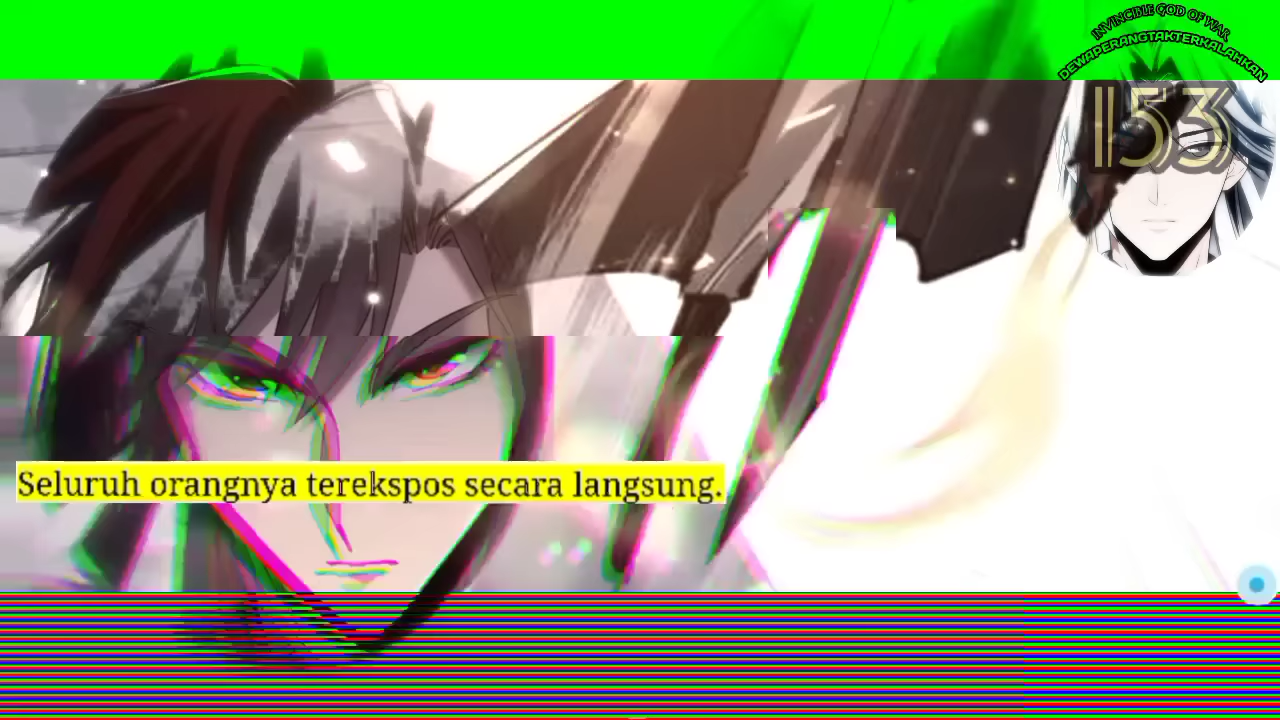 INVINCIBLE GOD OF WAR
DEWAPERANGTAKTERKALAHKAN
153
Seluruh orangnya terekspos secara langsung.